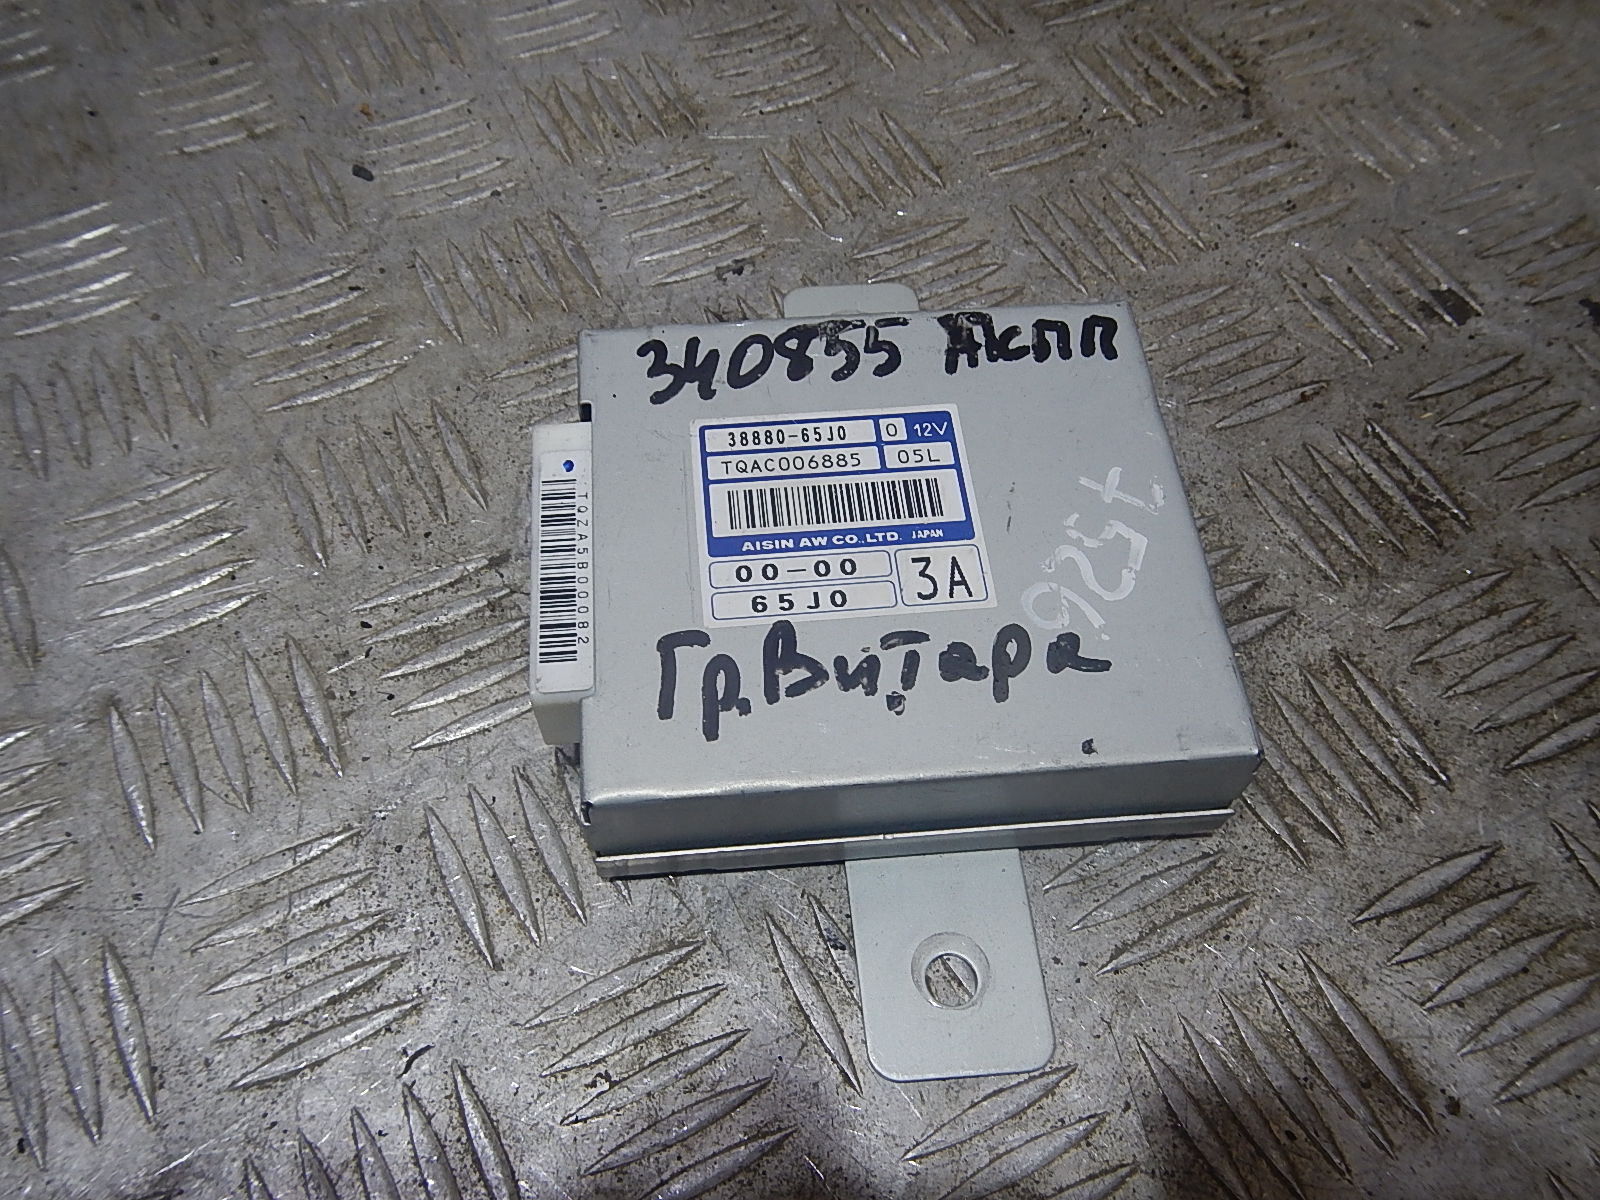 340855 Акпп
38880-65J0 0 12V
TQAC006885 05L
AISIN AW CO.,LTD. JAPAN
00-00
3A
65J0
TQZA5B000082
Гр.Витара